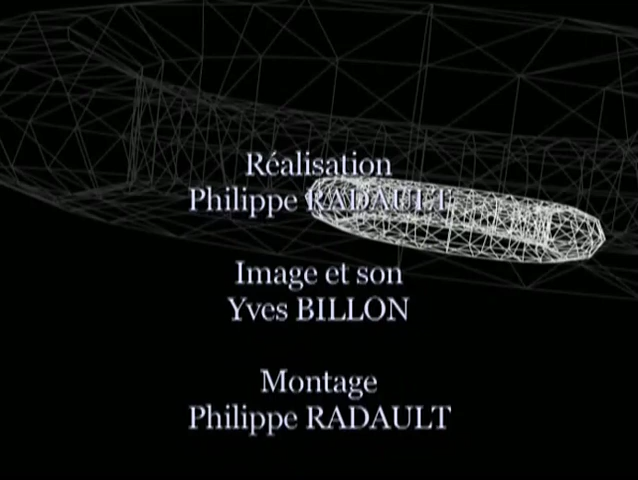 Réalisation
Philippe RADAULT
Image et son
Yves BILLON
Montage
Philippe RADAULT